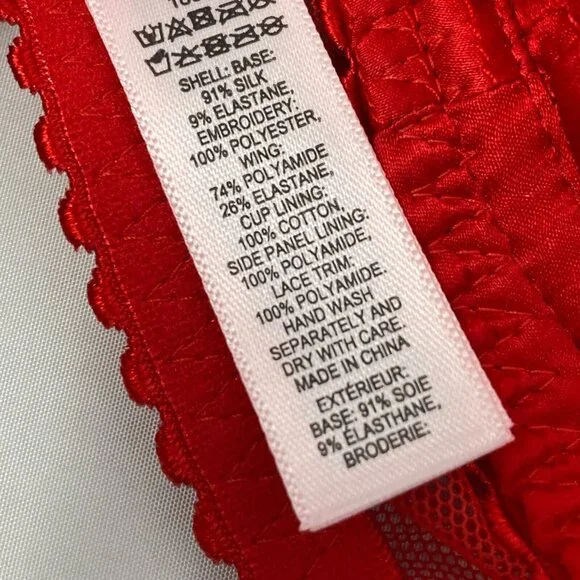 SHELL: BASE:
91% SILK
9% ELASTANE,
EMBROIDERY:
100% POLYESTER,
WING:
74% POLYAMIDE
26% ELASTANE,
CUP LINING:
100% COTTON,
SIDE PANEL LINING:
100% POLYAMIDE,
LACE TRIM:
100% POLYAMIDE.
HAND WASH
SEPARATELY AND
DRY WITH CARE.
MADE IN CHINA
EXTÉRIEUR:
BASE: 91% SOIE
9% ÉLASTHANE,
BRODERIE: